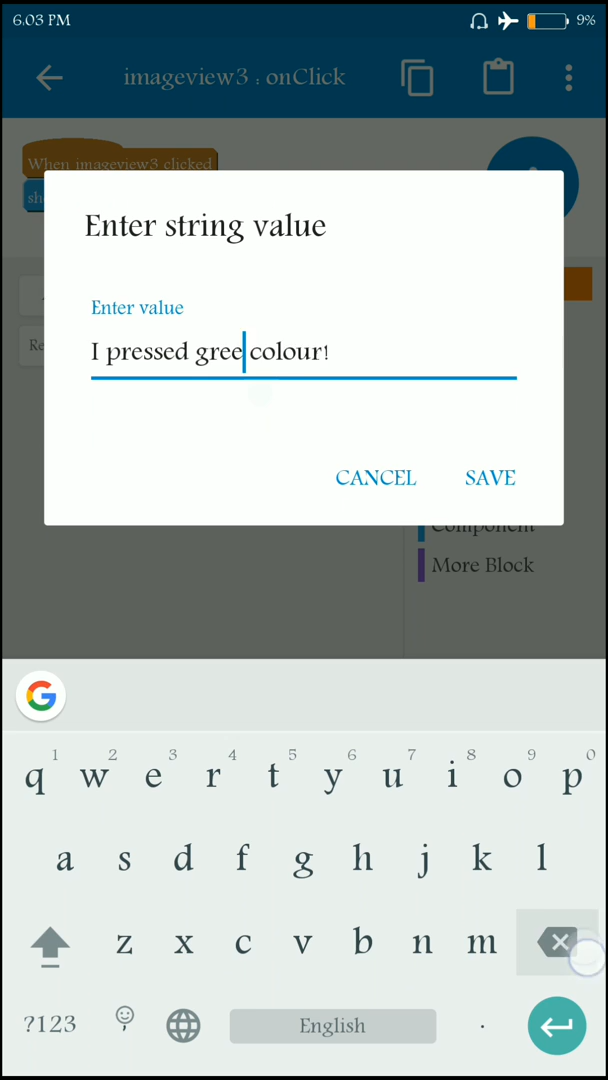 6.03 PM 9%
imageview3 : onClick
When imageview3 clicked
Enter string value
Enter value
I pressed gree colour!
CANCEL SAVE
Component
More Block
1 2 3 4 5 6 7 8 9 0
q w e r t y u i o p
a s d f g h j k l
z x c v b n m
?123 English .